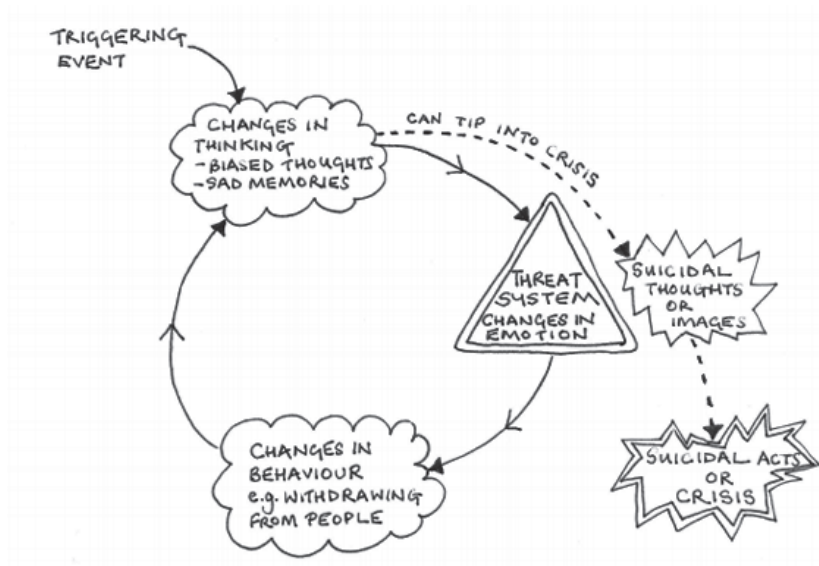 TRIGGERING
EVENT
CHANGES IN
THINKING
-BIASED THOUGHTS
-SAD MEMORIES
CAN TIP INTO CRISIS
THREAT
SYSTEM
CHANGES IN
EMOTION
SUICIDAL
THOUGHTS
OR
IMAGES
CHANGES IN
BEHAVIOUR
e.g. WITHDRAWING
FROM PEOPLE
SUICIDAL ACTS
OR
CRISIS